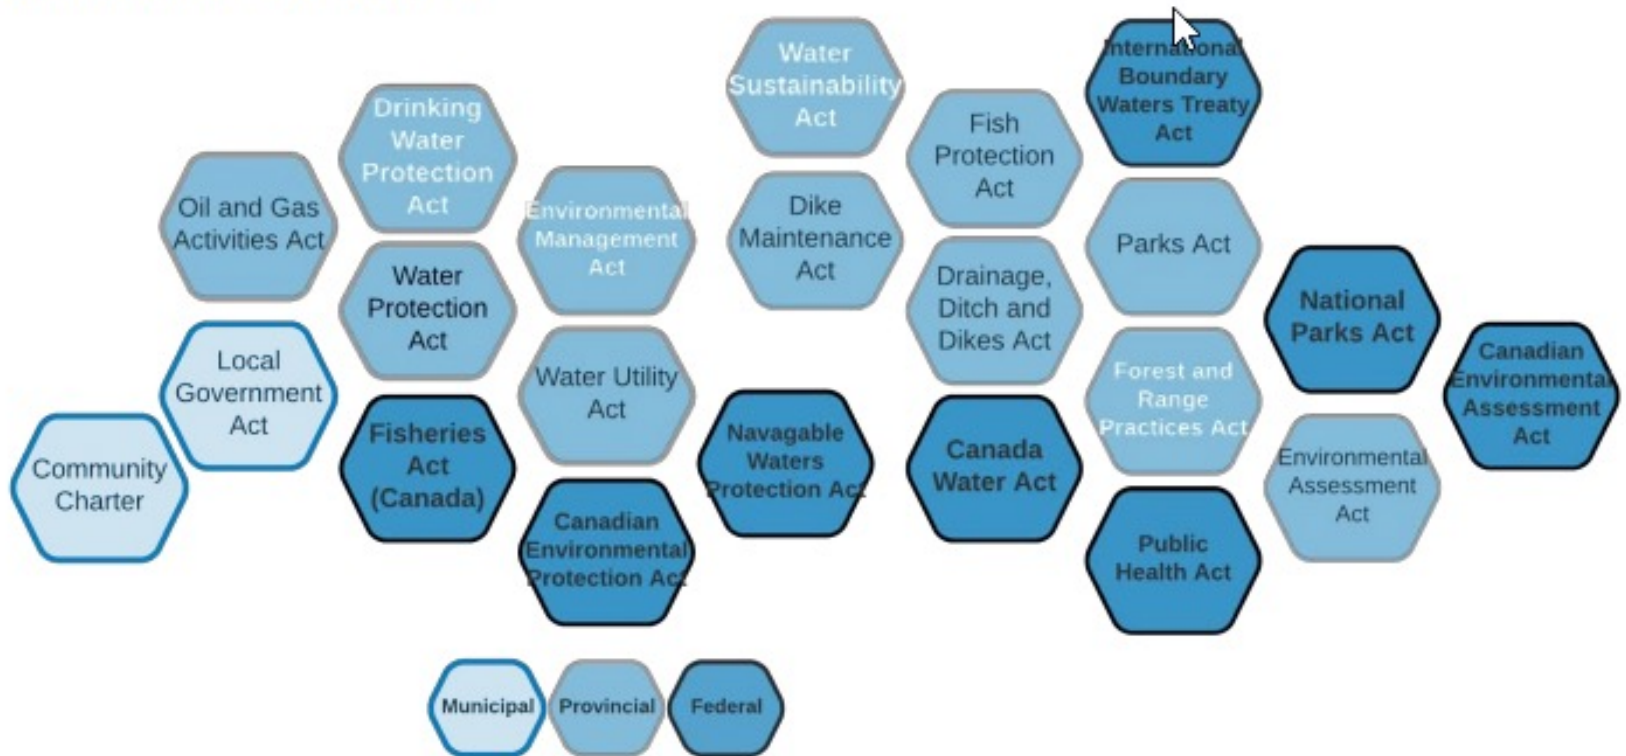 Water
Sustainability
Act
International
Boundary
Waters Treaty
Act
Drinking
Water
Protection
Act
Fish
Protection
Act
Oil and Gas
Activities Act
Environmental
Management
Act
Dike
Maintenance
Act
Parks Act
Water
Protection
Act
Drainage,
Ditch and
Dikes Act
National
Parks Act
Local
Government
Act
Water Utility
Act
Forest and
Range
Practices Act
Canadian
Environmental
Assessment
Act
Community
Charter
Fisheries
Act
(Canada)
Navagable
Waters
Protection Act
Canada
Water Act
Environmental
Assessment
Act
Canadian
Environmental
Protection Act
Public
Health Act
Municipal
Provincial
Federal